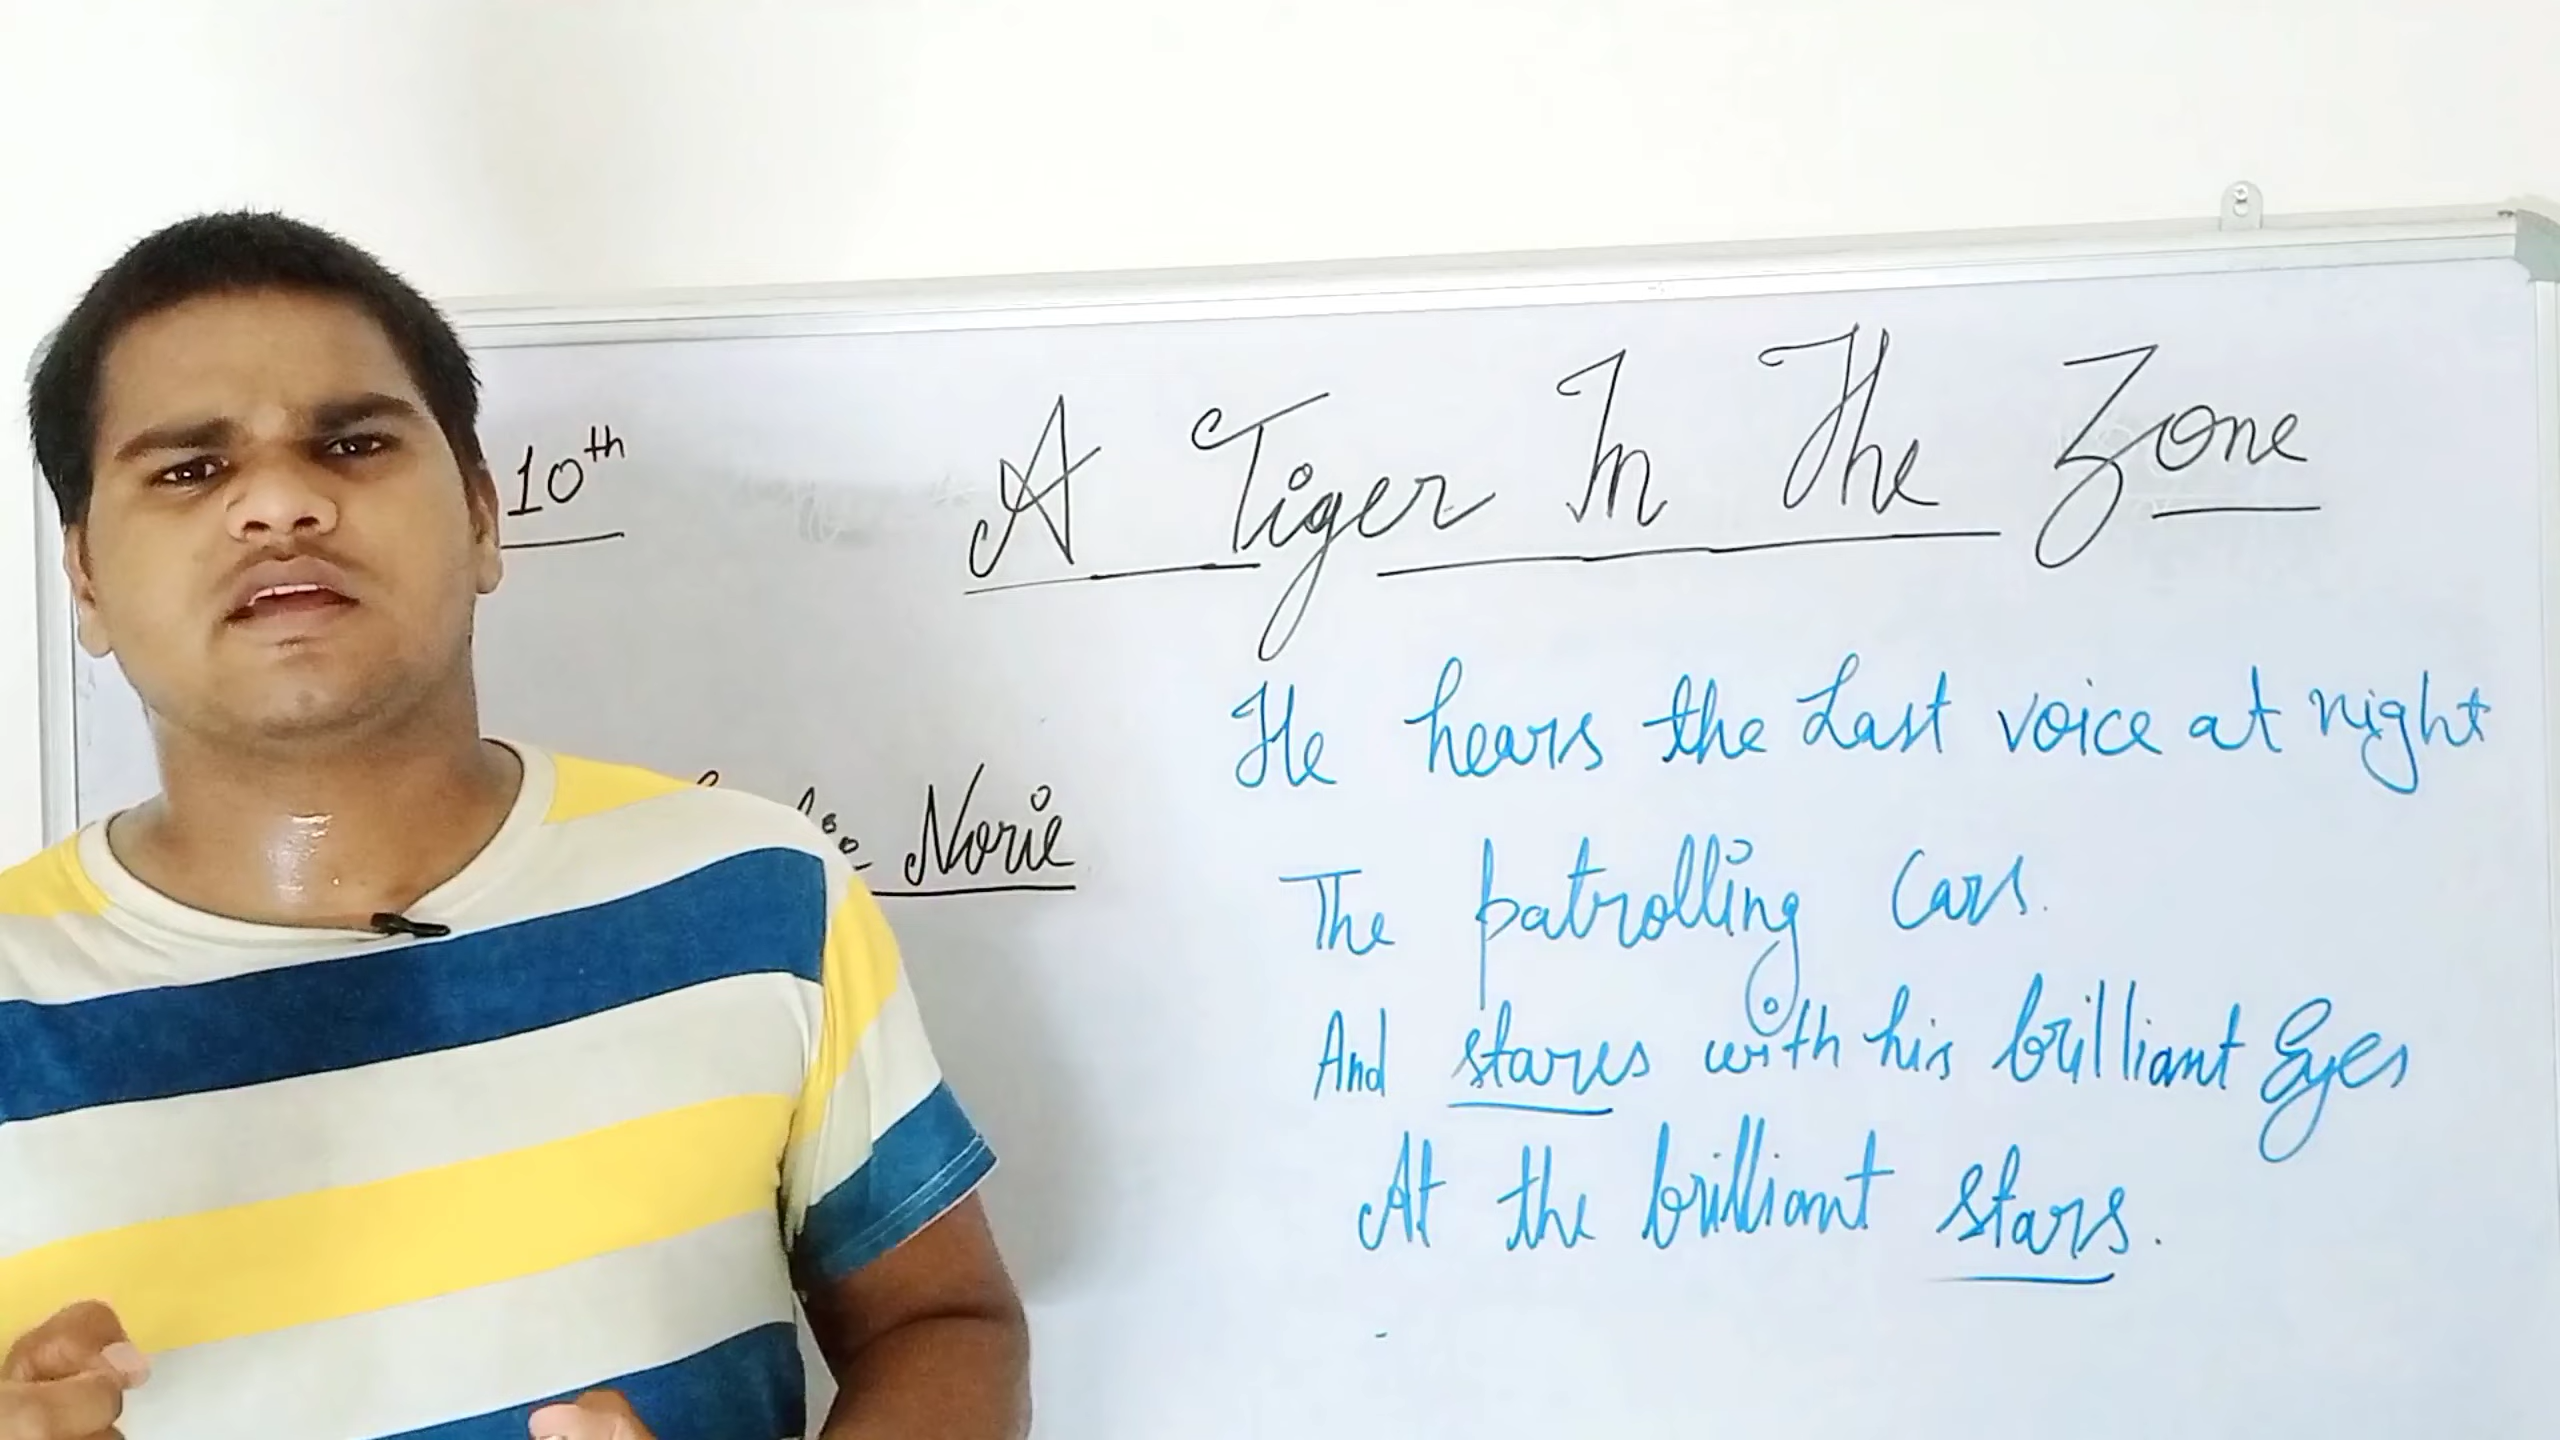 10th
A Tiger In The Zone
Norie
He hears the Last voice at night
The patrolling Cars.
And stares with his brilliant Eyes
At the brilliant stars.